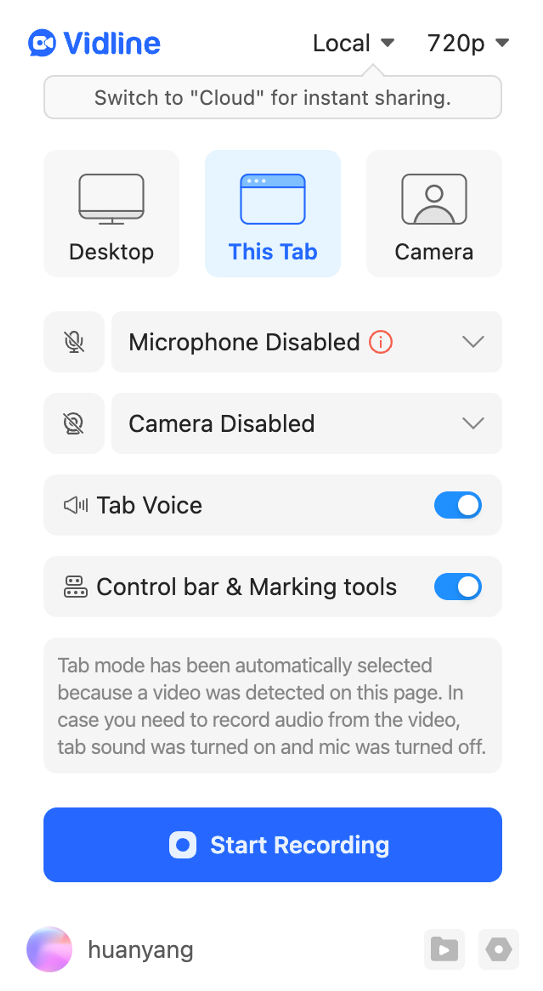 Vidline
Local
720p
Switch to "Cloud" for instant sharing.
Desktop
This Tab
Camera
Microphone Disabled
Camera Disabled
Tab Voice
Control bar & Marking tools
Tab mode has been automatically selected
because a video was detected on this page. In
case you need to record audio from the video,
tab sound was turned on and mic was turned off.
Start Recording
huanyang